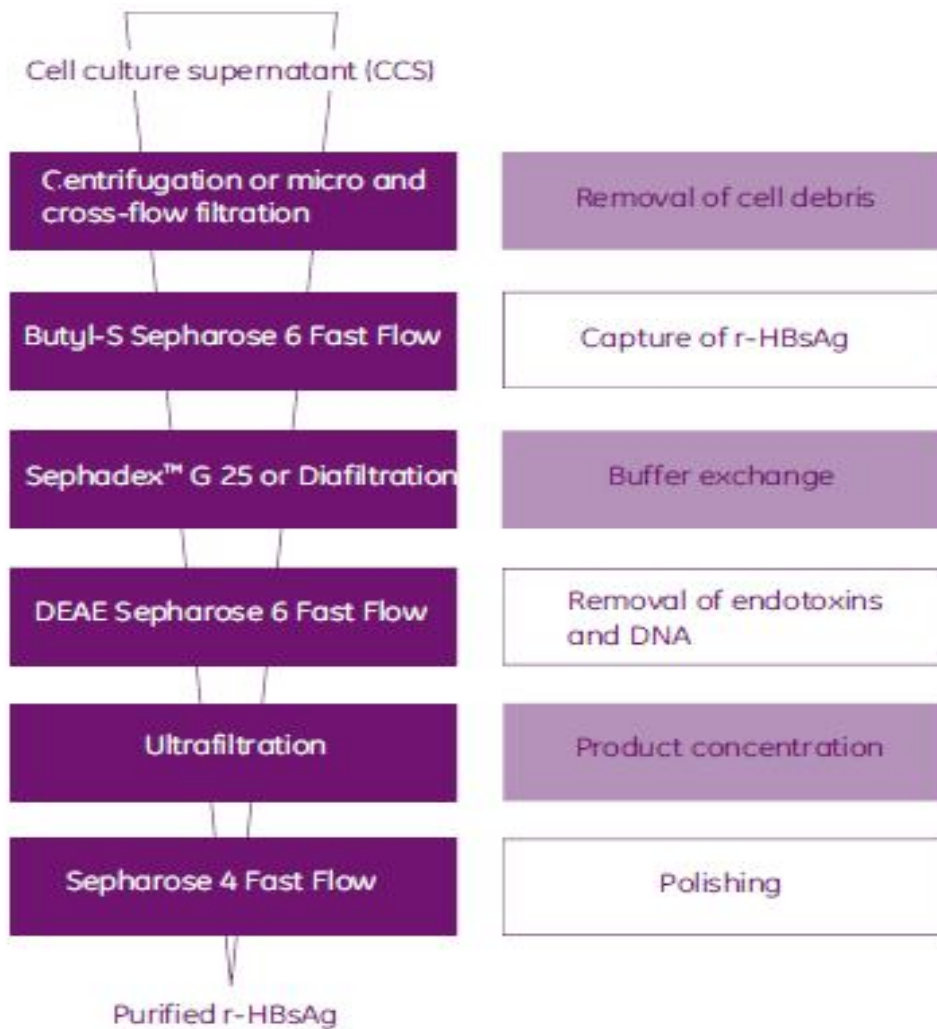 Cell culture supernatant (CCS)
Centrifugation or micro and
cross-flow filtration
Removal of cell debris
Butyl-S Sepharose 6 Fast Flow
Capture of r-HBsAg
Sephadex™ G 25 or Diafiltration
Buffer exchange
DEAE Sepharose 6 Fast Flow
Removal of endotoxins
and DNA
Ultrafiltration
Product concentration
Sepharose 4 Fast Flow
Polishing
Purified r-HBsAg